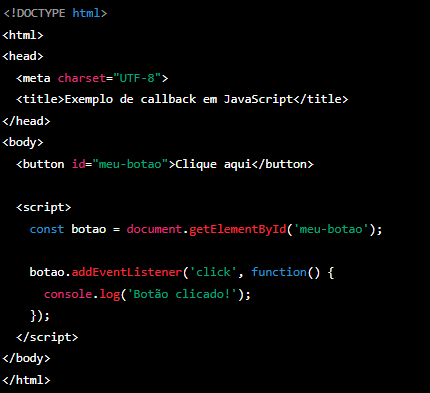 <!DOCTYPE html>
<html>
<head>
  <meta charset="UTF-8">
  <title>Exemplo de callback em JavaScript</title>
</head>
<body>
  <button id="meu-botao">Clique aqui</button>

  <script>
    const botao = document.getElementById('meu-botao');

    botao.addEventListener('click', function() {
      console.log('Botão clicado!');
    });
  </script>
</body>
</html>